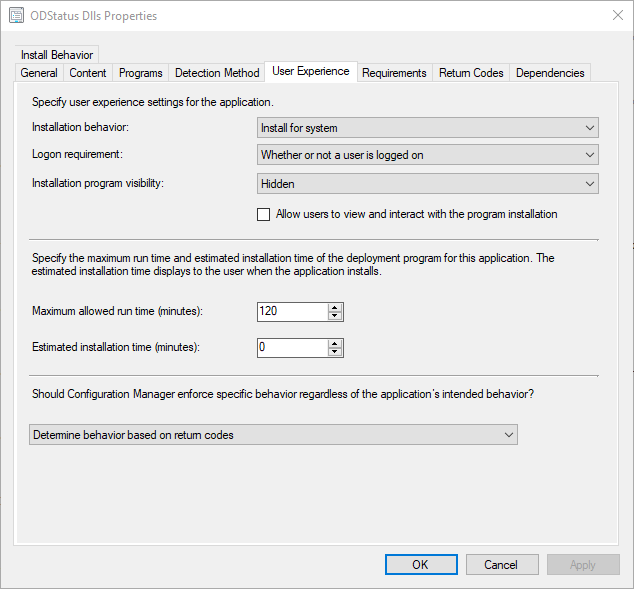 ODStatus Dlls Properties
Install Behavior
General Content Programs Detection Method User Experience Requirements Return Codes Dependencies
Specify user experience settings for the application.
Installation behavior: Install for system
Logon requirement: Whether or not a user is logged on
Installation program visibility: Hidden
Allow users to view and interact with the program installation
Specify the maximum run time and estimated installation time of the deployment program for this application. The
estimated installation time displays to the user when the application installs.
Maximum allowed run time (minutes): 120
Estimated installation time (minutes): 0
Should Configuration Manager enforce specific behavior regardless of the application's intended behavior?
Determine behavior based on return codes
OK Cancel Apply